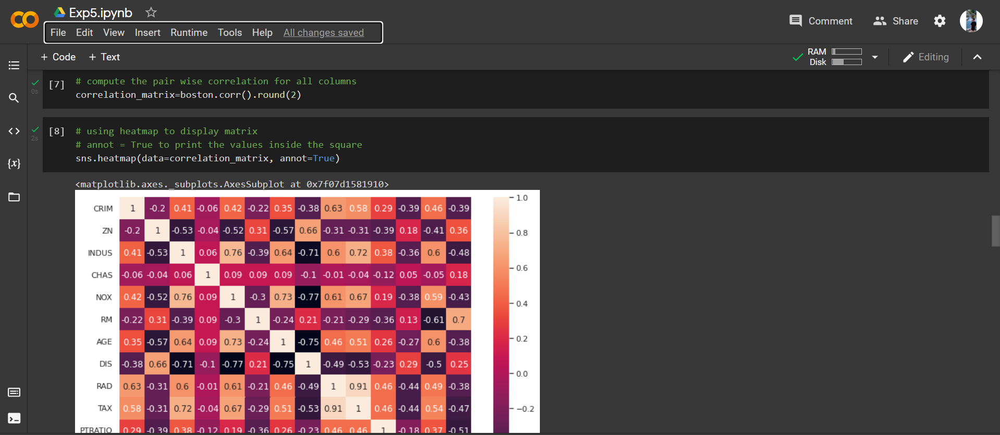 Exp5.ipynb
File Edit View Insert Runtime Tools Help All changes saved
Comment Share
+ Code + Text
RAM
Disk
Editing
[7]
0s
# compute the pair wise correlation for all columns
correlation_matrix=boston.corr().round(2)
[8]
2s
# using heatmap to display matrix
# annot = True to print the values inside the square
sns.heatmap(data=correlation_matrix, annot=True)
<matplotlib.axes._subplots.AxesSubplot at 0x7f07d1581910>
CRIM 1 -0.2 0.41 -0.06 0.42 -0.22 0.35 -0.38 0.63 0.58 0.29 -0.39 0.46 -0.39
ZN -0.2 1 -0.53 -0.04 -0.52 0.31 -0.57 0.66 -0.31 -0.31 -0.39 0.18 -0.41 0.36
INDUS 0.41 -0.53 1 0.06 0.76 -0.39 0.64 -0.71 0.6 0.72 0.38 -0.36 0.6 -0.48
CHAS -0.06 -0.04 0.06 1 0.09 0.09 0.09 -0.1 -0.01 -0.04 -0.12 0.05 -0.05 0.18
NOX 0.42 -0.52 0.76 0.09 1 -0.3 0.73 -0.77 0.61 0.67 0.19 -0.38 0.59 -0.43
RM -0.22 0.31 -0.39 0.09 -0.3 1 -0.24 0.21 -0.21 -0.29 -0.36 0.13 -0.61 0.7
AGE 0.35 -0.57 0.64 0.09 0.73 -0.24 1 -0.75 0.46 0.51 0.26 -0.27 0.6 -0.38
DIS -0.38 0.66 -0.71 -0.1 -0.77 0.21 -0.75 1 -0.49 -0.53 -0.23 0.29 -0.5 0.25
RAD 0.63 -0.31 0.6 -0.01 0.61 -0.21 0.46 -0.49 1 0.91 0.46 -0.44 0.49 -0.38
TAX 0.58 -0.31 0.72 -0.04 0.67 -0.29 0.51 -0.53 0.91 1 0.46 -0.44 0.54 -0.47
PTRATIO 0.29 -0.39 0.38 -0.12 0.19 -0.36 0.26 -0.23 0.46 0.46 1 -0.18 0.37 -0.51
1.0
0.8
0.6
0.4
0.2
0.0
−0.2
{x}